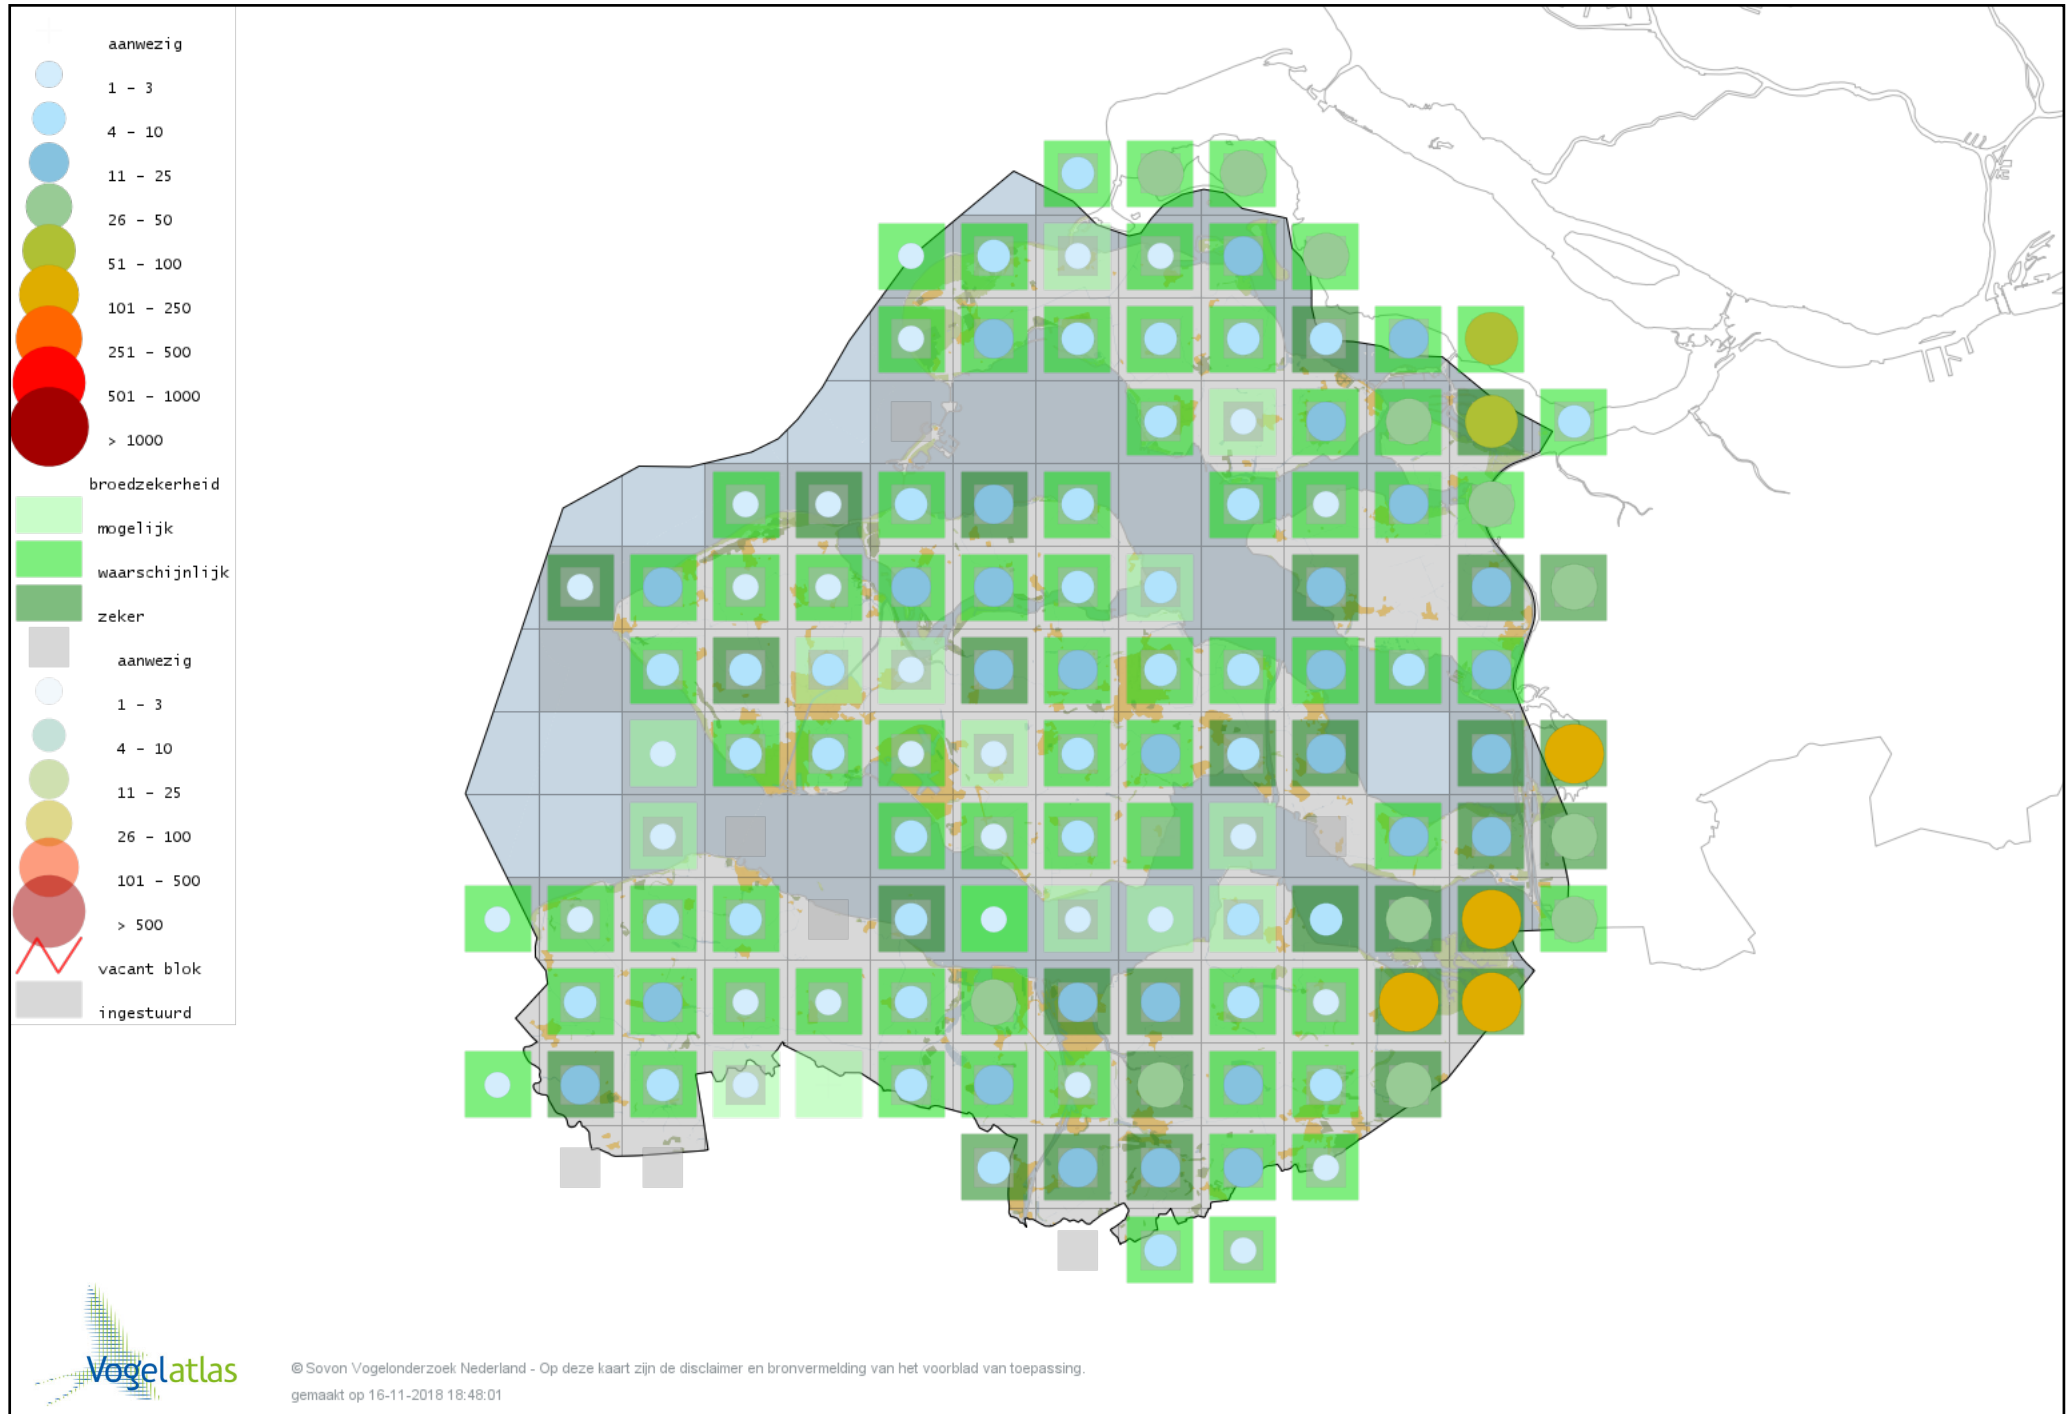 aanwezig
1 - 3
4 - 10
11 - 25
26 - 50
51 - 100
101 - 250
251 - 500
501 - 1000
> 1000
broedzekerheid
mogelijk
waarschijnlijk
zeker
aanwezig
1 - 3
4 - 10
11 - 25
26 - 100
101 - 500
> 500
vacant blok
ingestuurd
Vogelatlas
© Sovon Vogelonderzoek Nederland - Op deze kaart zijn de disclaimer en bronvermelding van het voorblad van toepassing.
gemaakt op 16-11-2018 18:48:01